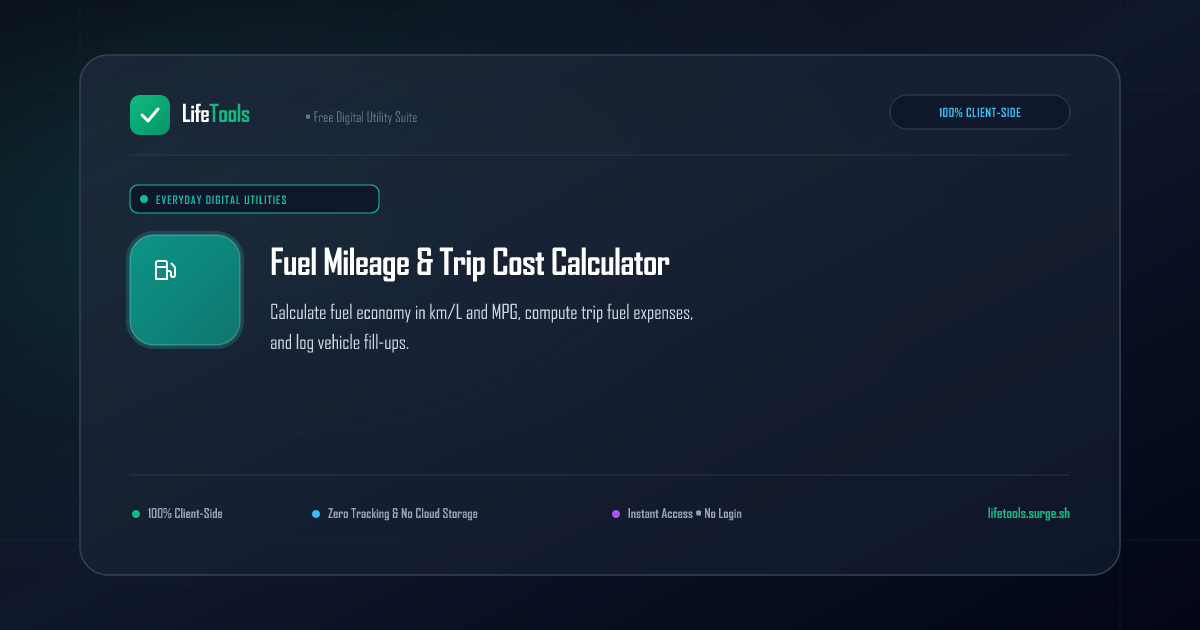 LifeTools
• Free Digital Utility Suite
100% CLIENT-SIDE
EVERYDAY DIGITAL UTILITIES
Fuel Mileage & Trip Cost Calculator
Calculate fuel economy in km/L and MPG, compute trip fuel expenses,
and log vehicle fill-ups.
100% Client-Side
Zero Tracking & No Cloud Storage
Instant Access • No Login
lifetools.surge.sh